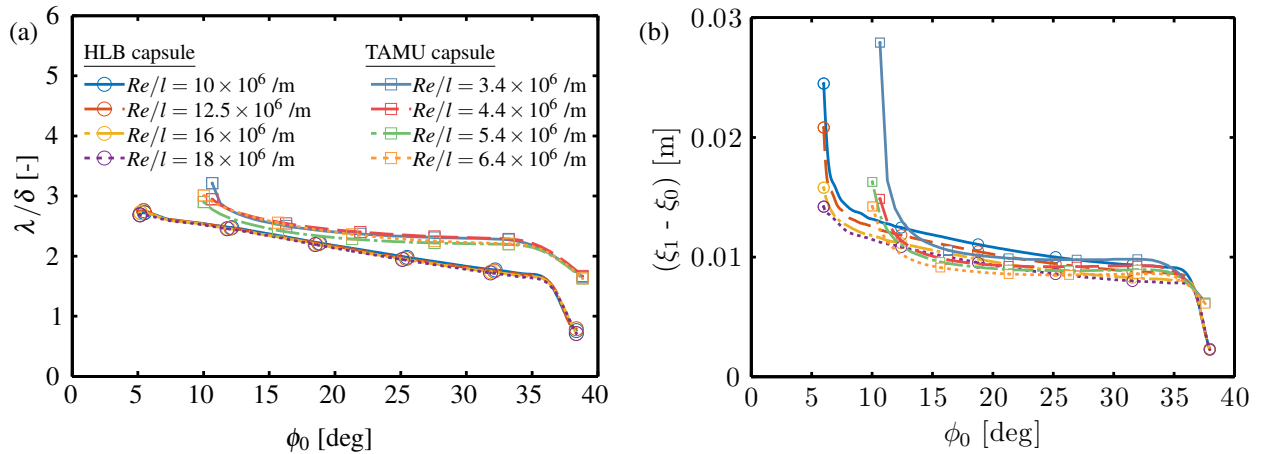 (a)
HLB capsule TAMU capsule
Re/l = 10 × 10⁶ /m Re/l = 3.4 × 10⁶ /m
Re/l = 12.5 × 10⁶ /m Re/l = 4.4 × 10⁶ /m
Re/l = 16 × 10⁶ /m Re/l = 5.4 × 10⁶ /m
Re/l = 18 × 10⁶ /m Re/l = 6.4 × 10⁶ /m
6
5
4
3
2
1
0
λ/δ [-]
0 5 10 15 20 25 30 35 40
ϕ₀ [deg]
(b)
0.03
0.02
0.01
0
(ξ₁ - ξ₀) [m]
0 5 10 15 20 25 30 35 40
ϕ₀ [deg]